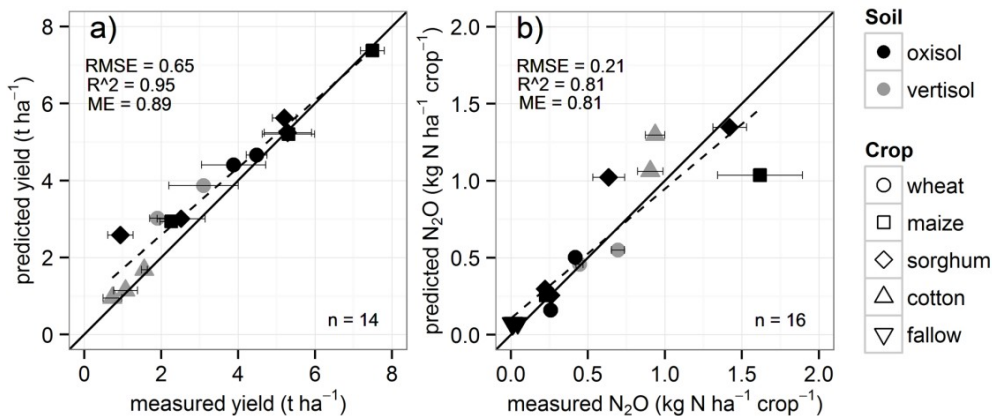 a)
RMSE = 0.65
R^2 = 0.95
ME = 0.89
n = 14
predicted yield (t ha⁻¹)
8
6
4
2
0
0 2 4 6 8
measured yield (t ha⁻¹)
b)
RMSE = 0.21
R^2 = 0.81
ME = 0.81
n = 16
predicted N₂O (kg N ha⁻¹ crop⁻¹)
2.0
1.5
1.0
0.5
0.0
0.0 0.5 1.0 1.5 2.0
measured N₂O (kg N ha⁻¹ crop⁻¹)
Soil
oxisol
vertisol
Crop
wheat
maize
sorghum
cotton
fallow